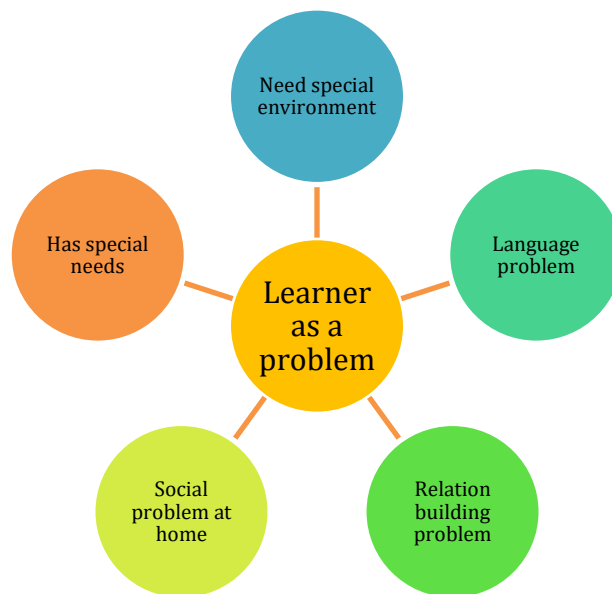 Need special
environment
Has special
needs
Language
problem
Learner
as a
problem
Social
problem at
home
Relation
building
problem